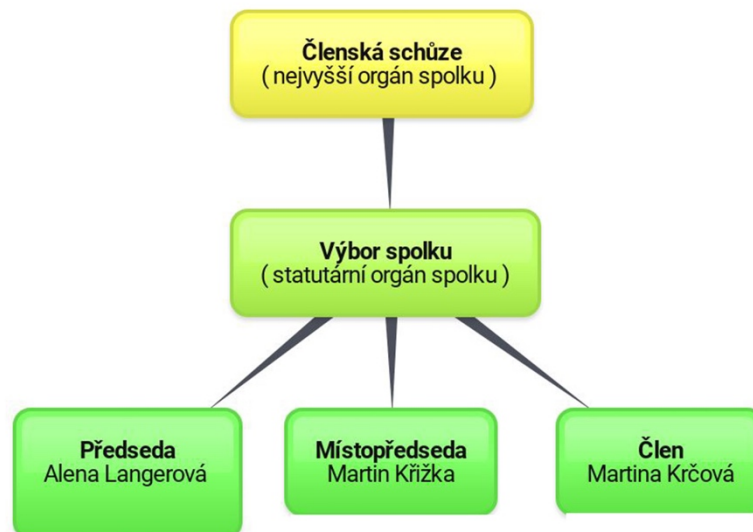 Členská schůze
( nejvyšší orgán spolku )
Výbor spolku
( statutární orgán spolku )
Předseda
Alena Langerová
Místopředseda
Martin Křižka
Člen
Martina Krčová